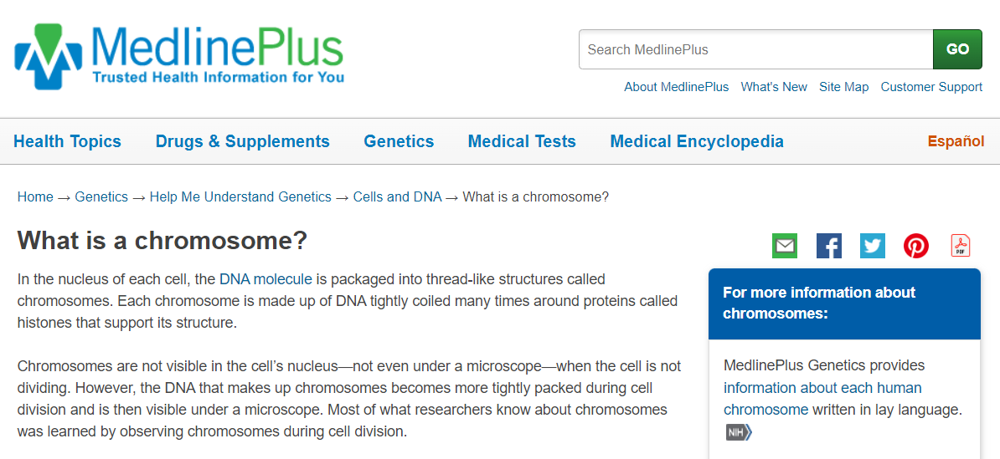 MedlinePlus
Trusted Health Information for You
Search MedlinePlus
GO
About MedlinePlus What's New Site Map Customer Support
Health Topics Drugs & Supplements Genetics Medical Tests Medical Encyclopedia Español
Home → Genetics → Help Me Understand Genetics → Cells and DNA → What is a chromosome?
What is a chromosome?
In the nucleus of each cell, the DNA molecule is packaged into thread-like structures called
chromosomes. Each chromosome is made up of DNA tightly coiled many times around proteins called
histones that support its structure.
Chromosomes are not visible in the cell’s nucleus—not even under a microscope—when the cell is not
dividing. However, the DNA that makes up chromosomes becomes more tightly packed during cell
division and is then visible under a microscope. Most of what researchers know about chromosomes
was learned by observing chromosomes during cell division.
PDF
For more information about
chromosomes:
MedlinePlus Genetics provides
information about each human
chromosome written in lay language.
NIH